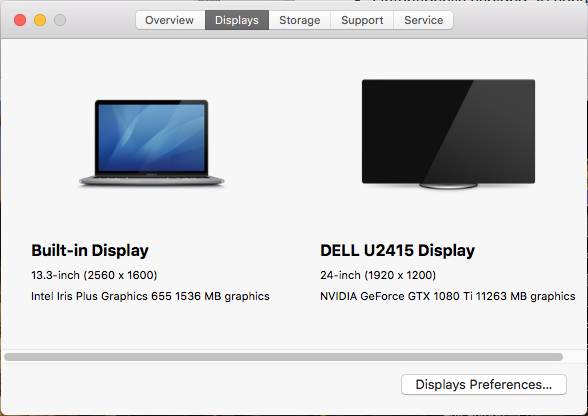 Overview Displays Storage Support Service
Built-in Display
13.3-inch (2560 x 1600)
Intel Iris Plus Graphics 655 1536 MB graphics
DELL U2415 Display
24-inch (1920 x 1200)
NVIDIA GeForce GTX 1080 Ti 11263 MB graphics
Displays Preferences...